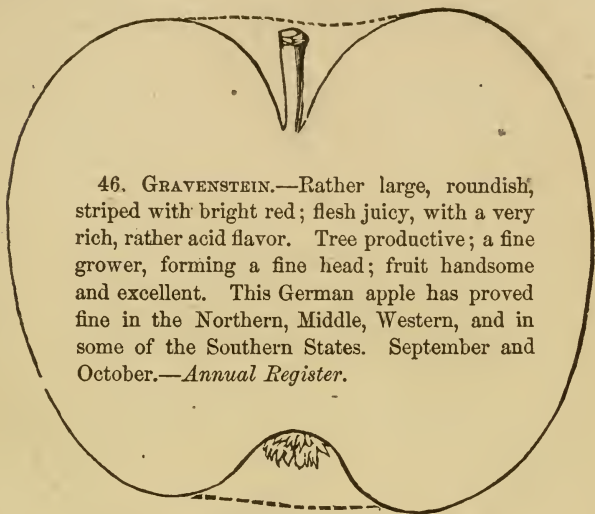 46. Gravenstein.—Rather large, roundish,
striped with bright red; flesh juicy, with a very
rich, rather acid flavor. Tree productive; a fine
grower, forming a fine head; fruit handsome
and excellent. This German apple has proved
fine in the Northern, Middle, Western, and in
some of the Southern States. September and
October.—Annual Register.